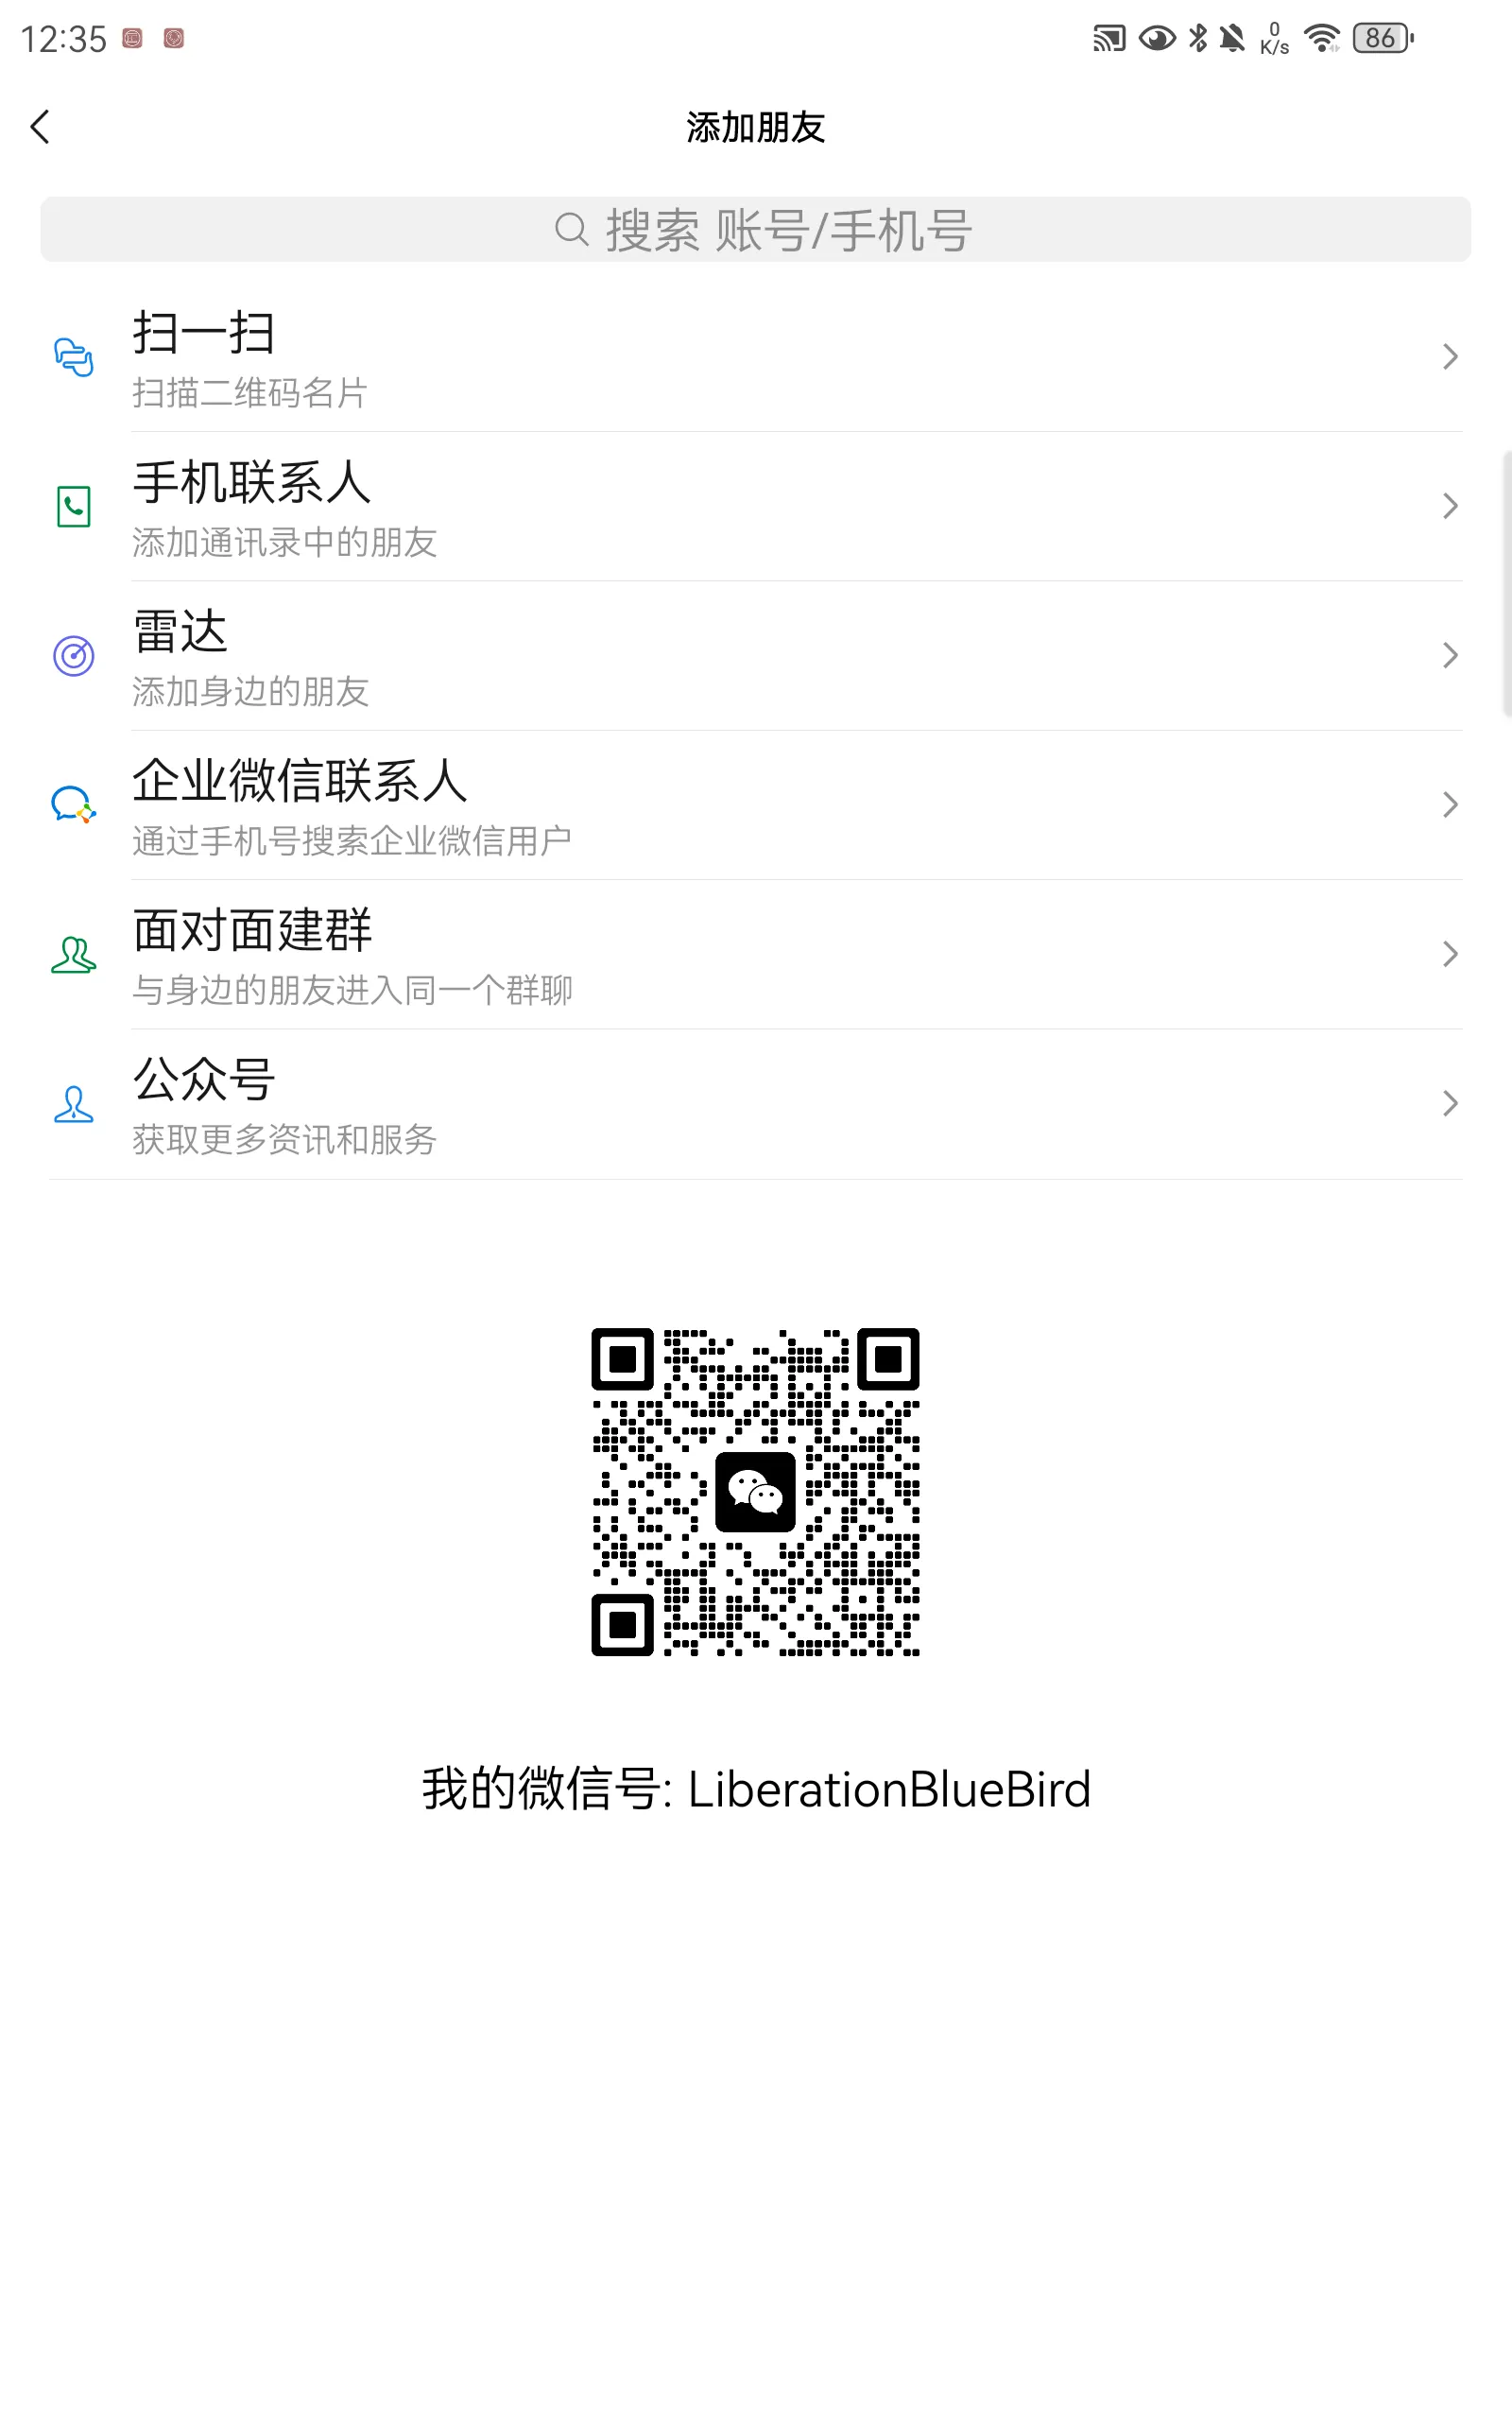 12:35
0
K/s
86
添加朋友
搜索 账号/手机号
扫一扫
扫描二维码名片
手机联系人
添加通讯录中的朋友
雷达
添加身边的朋友
企业微信联系人
通过手机号搜索企业微信用户
面对面建群
与身边的朋友进入同一个群聊
公众号
获取更多资讯和服务
我的微信号: LiberationBlueBird